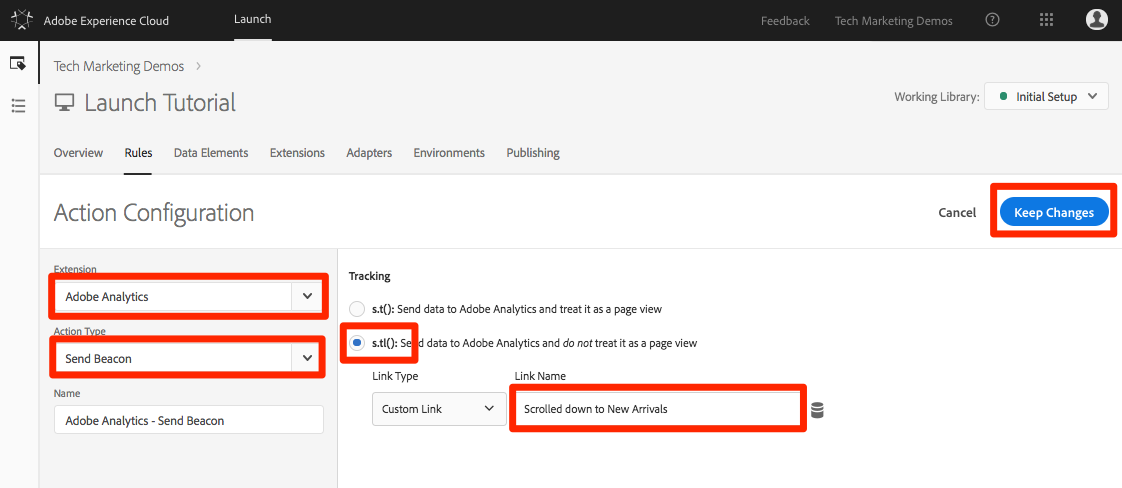 Adobe Experience Cloud
Launch
Feedback
Tech Marketing Demos
Tech Marketing Demos
Launch Tutorial
Working Library:
Initial Setup
Overview
Rules
Data Elements
Extensions
Adapters
Environments
Publishing
Action Configuration
Cancel
Keep Changes
Extension
Adobe Analytics
Action Type
Send Beacon
Name
Adobe Analytics - Send Beacon
Tracking
s.t(): Send data to Adobe Analytics and treat it as a page view
s.tl(): Send data to Adobe Analytics and do not treat it as a page view
Link Type
Link Name
Custom Link
Scrolled down to New Arrivals